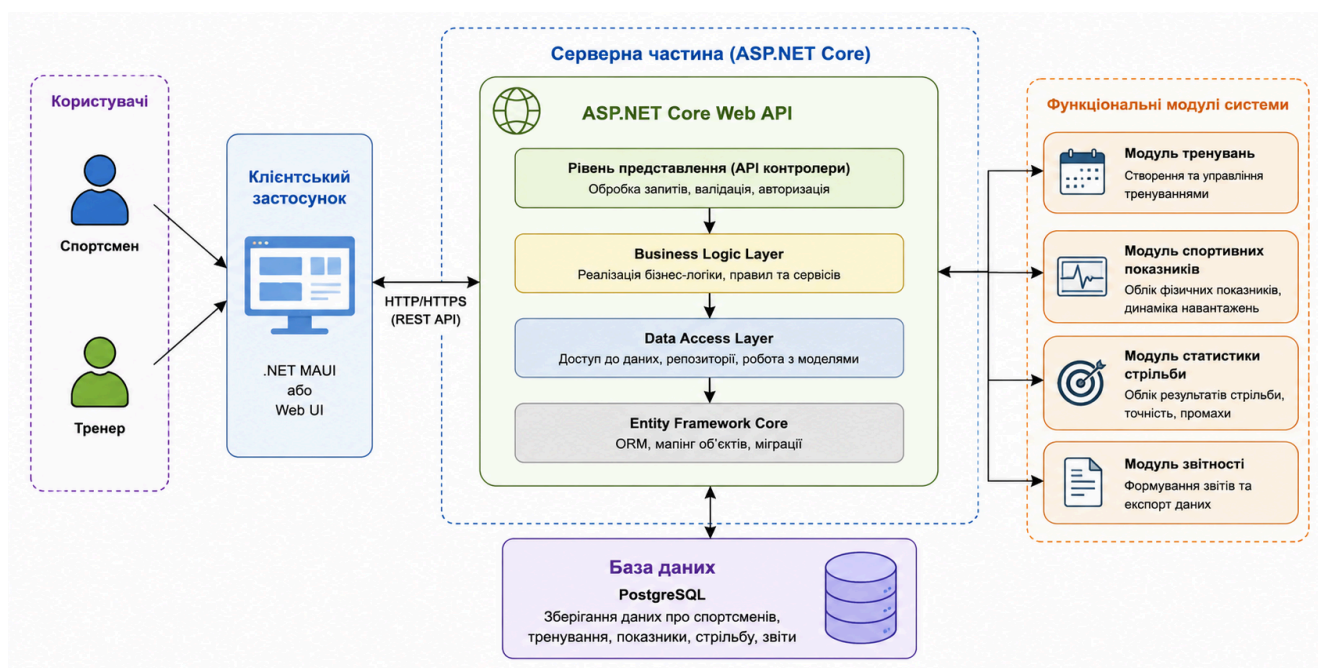 Користувачі
Спортсмен
Тренер
Клієнтський
застосунок
.NET MAUI
або
Web UI
HTTP/HTTPS
(REST API)
Серверна частина (ASP.NET Core)
ASP.NET Core Web API
Рівень представлення (API контролери)
Обробка запитів, валідація, авторизація
Business Logic Layer
Реалізація бізнес-логіки, правил та сервісів
Data Access Layer
Доступ до даних, репозиторії, робота з моделями
Entity Framework Core
ORM, мапінг об'єктів, міграції
База даних
PostgreSQL
Зберігання даних про спортсменів,
тренування, показники, стрільбу, звіти
Функціональні модулі системи
Модуль тренувань
Створення та управління
тренуваннями
Модуль спортивних
показників
Облік фізичних показників,
динаміка навантажень
Модуль статистики
стрільби
Облік результатів стрільби,
точність, промахи
Модуль звітності
Формування звітів та
експорт даних